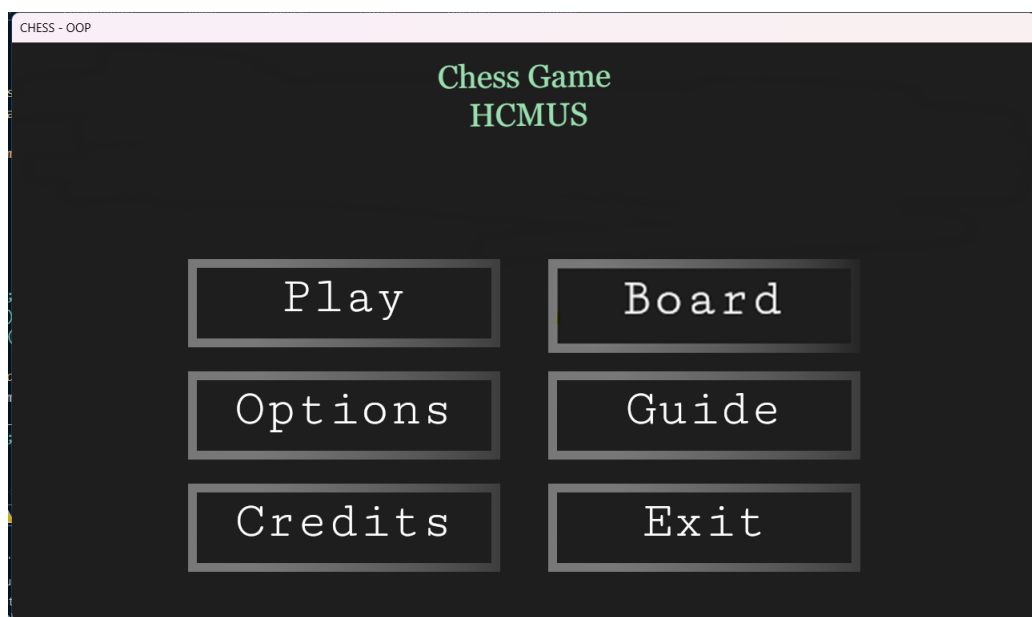 CHESS - OOP
Chess Game
HCMUS
Play
Board
Options
Guide
Credits
Exit